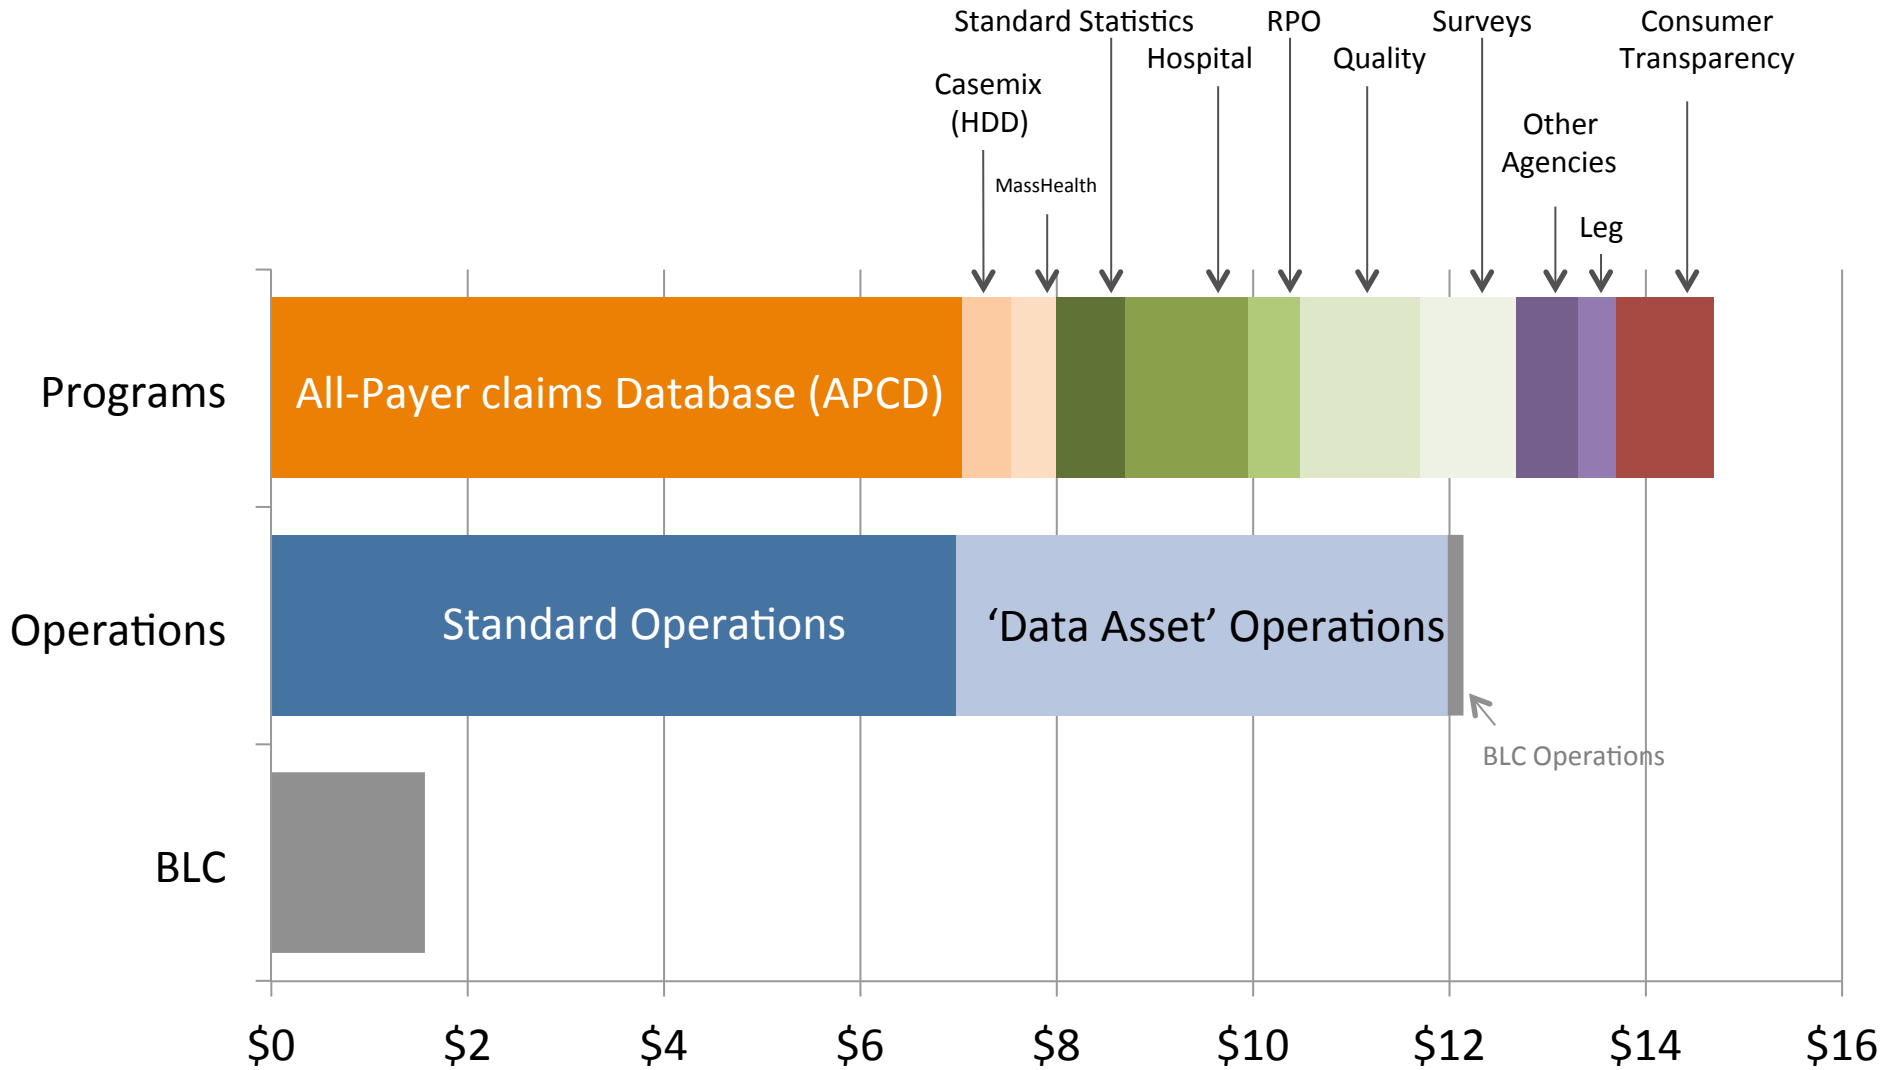 Standard Statistics
RPO
Surveys
Consumer
Transparency
Hospital
Quality
Casemix
(HDD)
Other
Agencies
MassHealth
Leg
Programs
All-Payer claims Database (APCD)
Operations
Standard Operations
‘Data Asset’ Operations
BLC Operations
BLC
$0
$2
$4
$6
$8
$10
$12
$14
$16